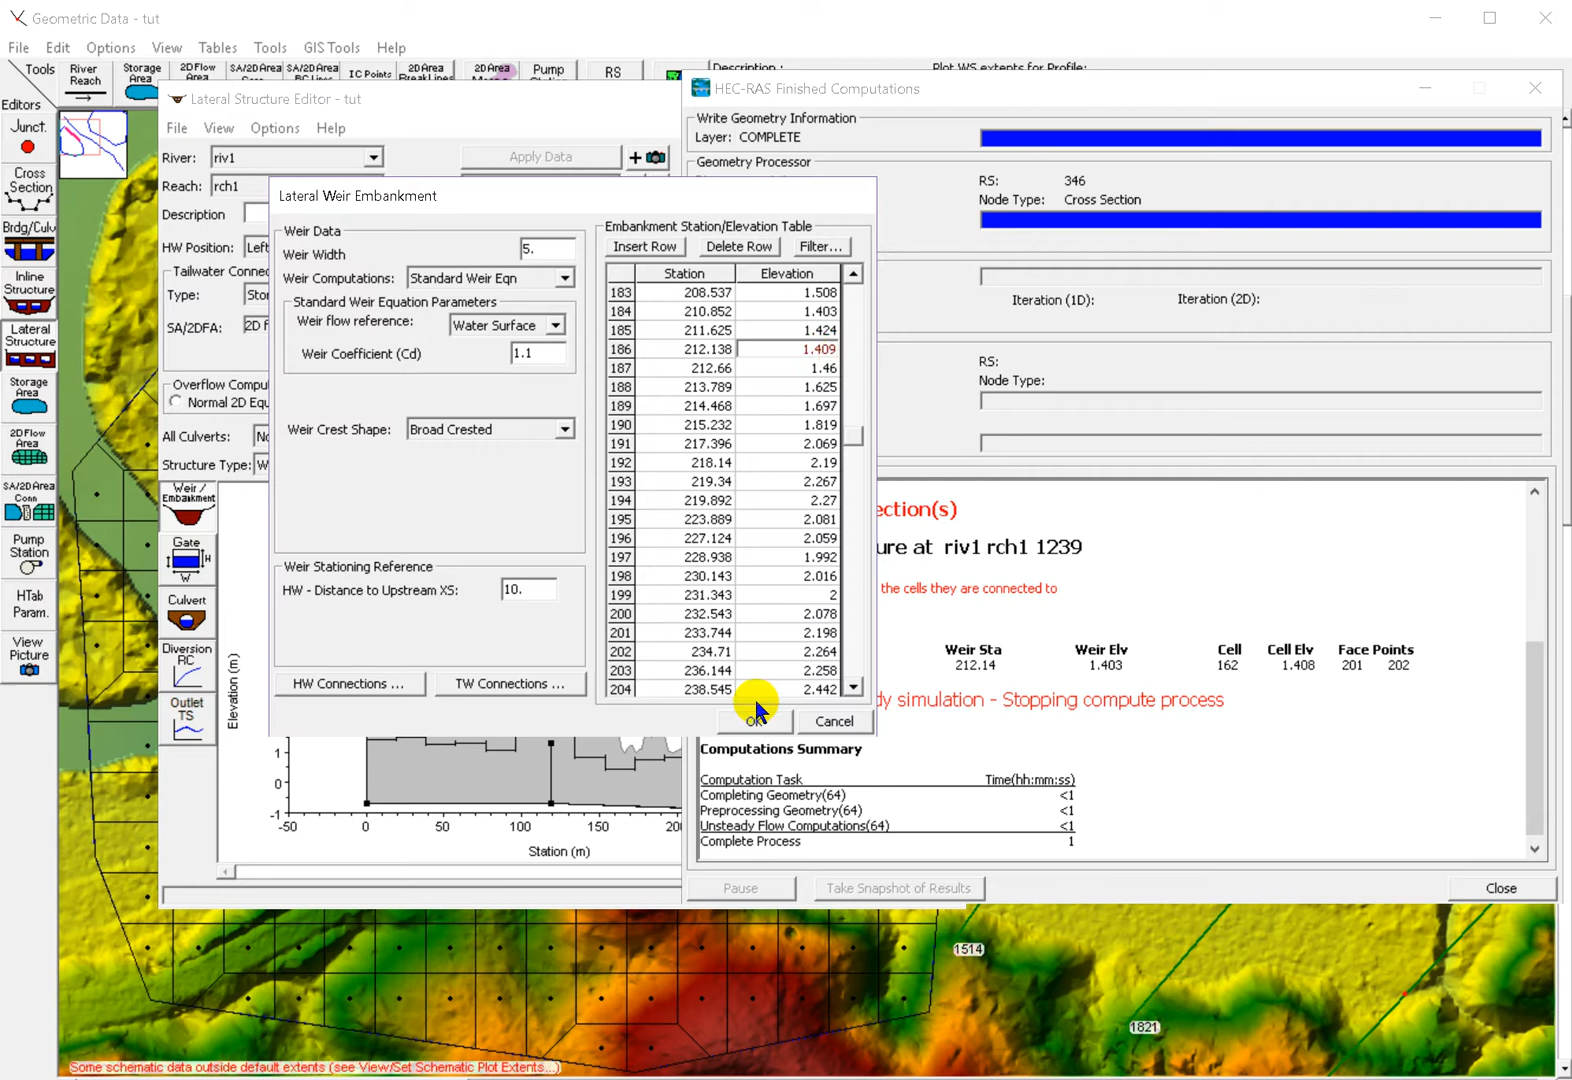 Geometric Data - tut
File Edit Options View Tables Tools GIS Tools Help
Tools
River Reach
Storage Area
2D Flow Area
SA/2D Area
SA/2D Area
IC Points
2D Area
2D Area
Pump
RS
Description
Plot WS extents for Profile:
Editors
Junct.
Cross Section
Brdg/Culv
Inline Structure
Lateral Structure
Storage Area
2D Flow Area
SA/2D Area Conn
Pump Station
HTab Param.
View Picture
Lateral Structure Editor - tut
File View Options Help
River: riv1
Apply Data
Reach: rch1
Description
HW Position: Left
Tailwater Connec
Type: Stor
SA/2DFA: 2D f
Overflow Compu
Normal 2D Equ
All Culverts: No
Structure Type: W
Weir / Embankment
Gate
H
W
Culvert
Diversion RC
Outlet TS
Elevation (m)
1
0
-1
-50 0 50 100 150 200
Station (m)
Lateral Weir Embankment
Weir Data
Weir Width 5.
Weir Computations: Standard Weir Eqn
Standard Weir Equation Parameters
Weir flow reference: Water Surface
Weir Coefficient (Cd) 1.1
Weir Crest Shape: Broad Crested
Weir Stationing Reference
HW - Distance to Upstream XS: 10.
HW Connections ... TW Connections ...
Embankment Station/Elevation Table
Insert Row Delete Row Filter...
Station Elevation
183 208.537 1.508
184 210.852 1.403
185 211.625 1.424
186 212.138 1.409
187 212.66 1.46
188 213.789 1.625
189 214.468 1.697
190 215.232 1.819
191 217.396 2.069
192 218.14 2.19
193 219.34 2.267
194 219.892 2.27
195 223.889 2.081
196 227.124 2.059
197 228.938 1.992
198 230.143 2.016
199 231.343 2
200 232.543 2.078
201 233.744 2.198
202 234.71 2.264
203 236.144 2.258
204 238.545 2.442
OK Cancel
HEC-RAS Finished Computations
Write Geometry Information
Layer: COMPLETE
Geometry Processor
RS: 346
Node Type: Cross Section
Iteration (1D): Iteration (2D):
RS:
Node Type:
ection(s)
ure at riv1 rch1 1239
the cells they are connected to
Weir Sta Weir Elv Cell Cell Elv Face Points
212.14 1.403 162 1.408 201 202
dy simulation - Stopping compute process
Computations Summary
Computation Task Time(hh:mm:ss)
Completing Geometry(64) <1
Preprocessing Geometry(64) <1
Unsteady Flow Computations(64) <1
Complete Process 1
Pause Take Snapshot of Results Close
1514
1821
Some schematic data outside default extents (see View/Set Schematic Plot Extents...)